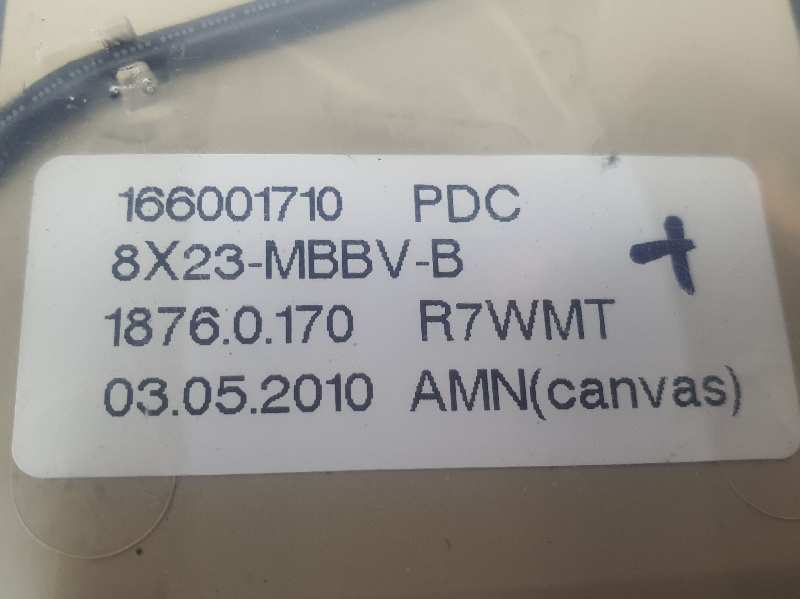 166001710 PDC
8X23-MBBV-B
1876.0.170 R7WMT
03.05.2010 AMN(canvas)